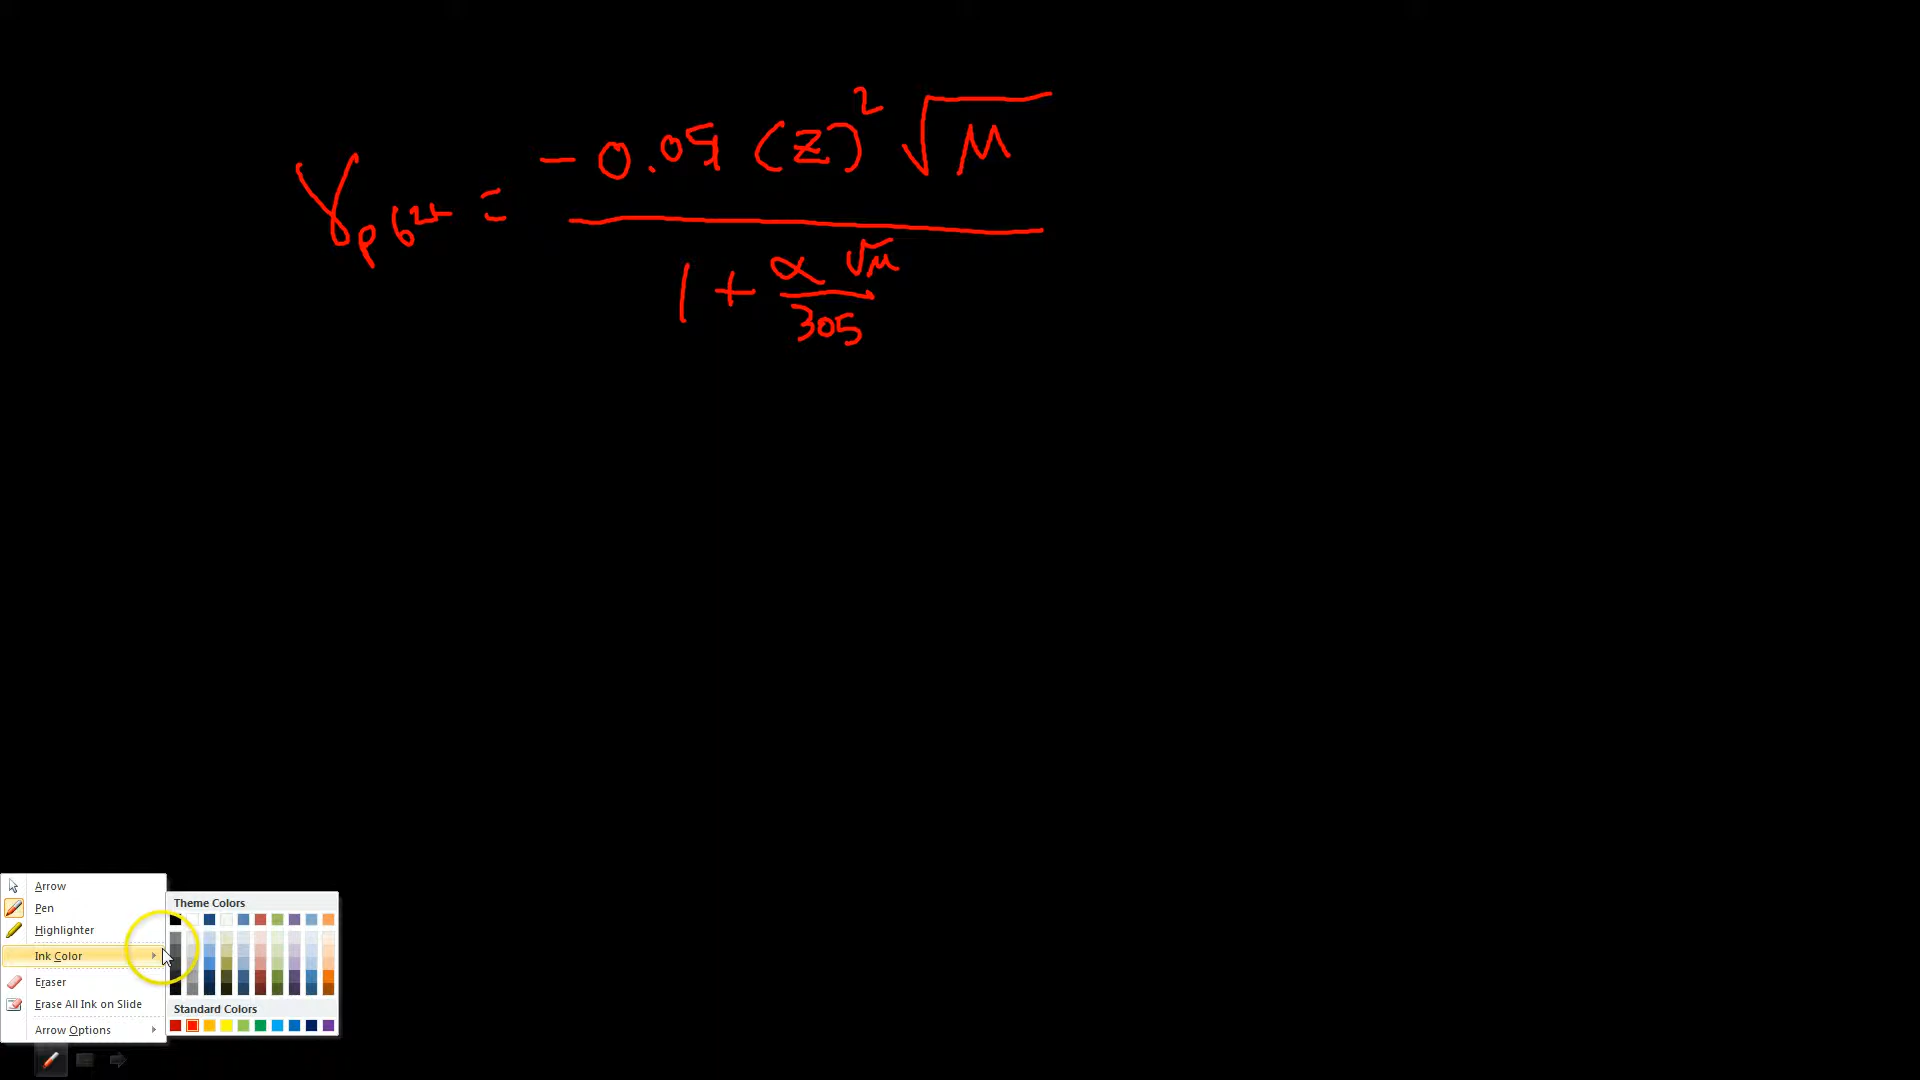 γpb²⁺ = -0.09 (z)² √μ
1 + α √μ
305
Arrow
Pen
Highlighter
Ink Color
Eraser
Erase All Ink on Slide
Arrow Options
Theme Colors
Standard Colors